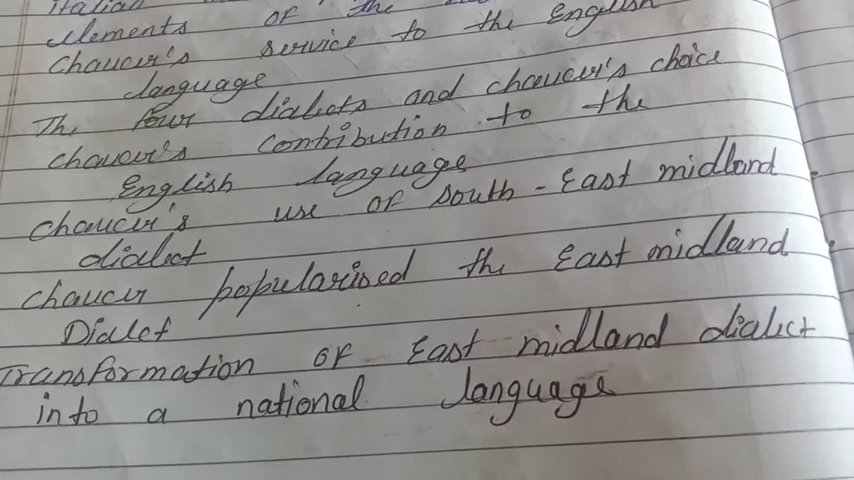 Italian
elements of the
Chaucer's service to the English
language
The four dialects and chaucer's choice
chaucer's contribution to the
English language
chaucer's use of south-East midland
dialect
chaucer popularised the East midland
Dialet
Transformation of East midland dialect
into a national language